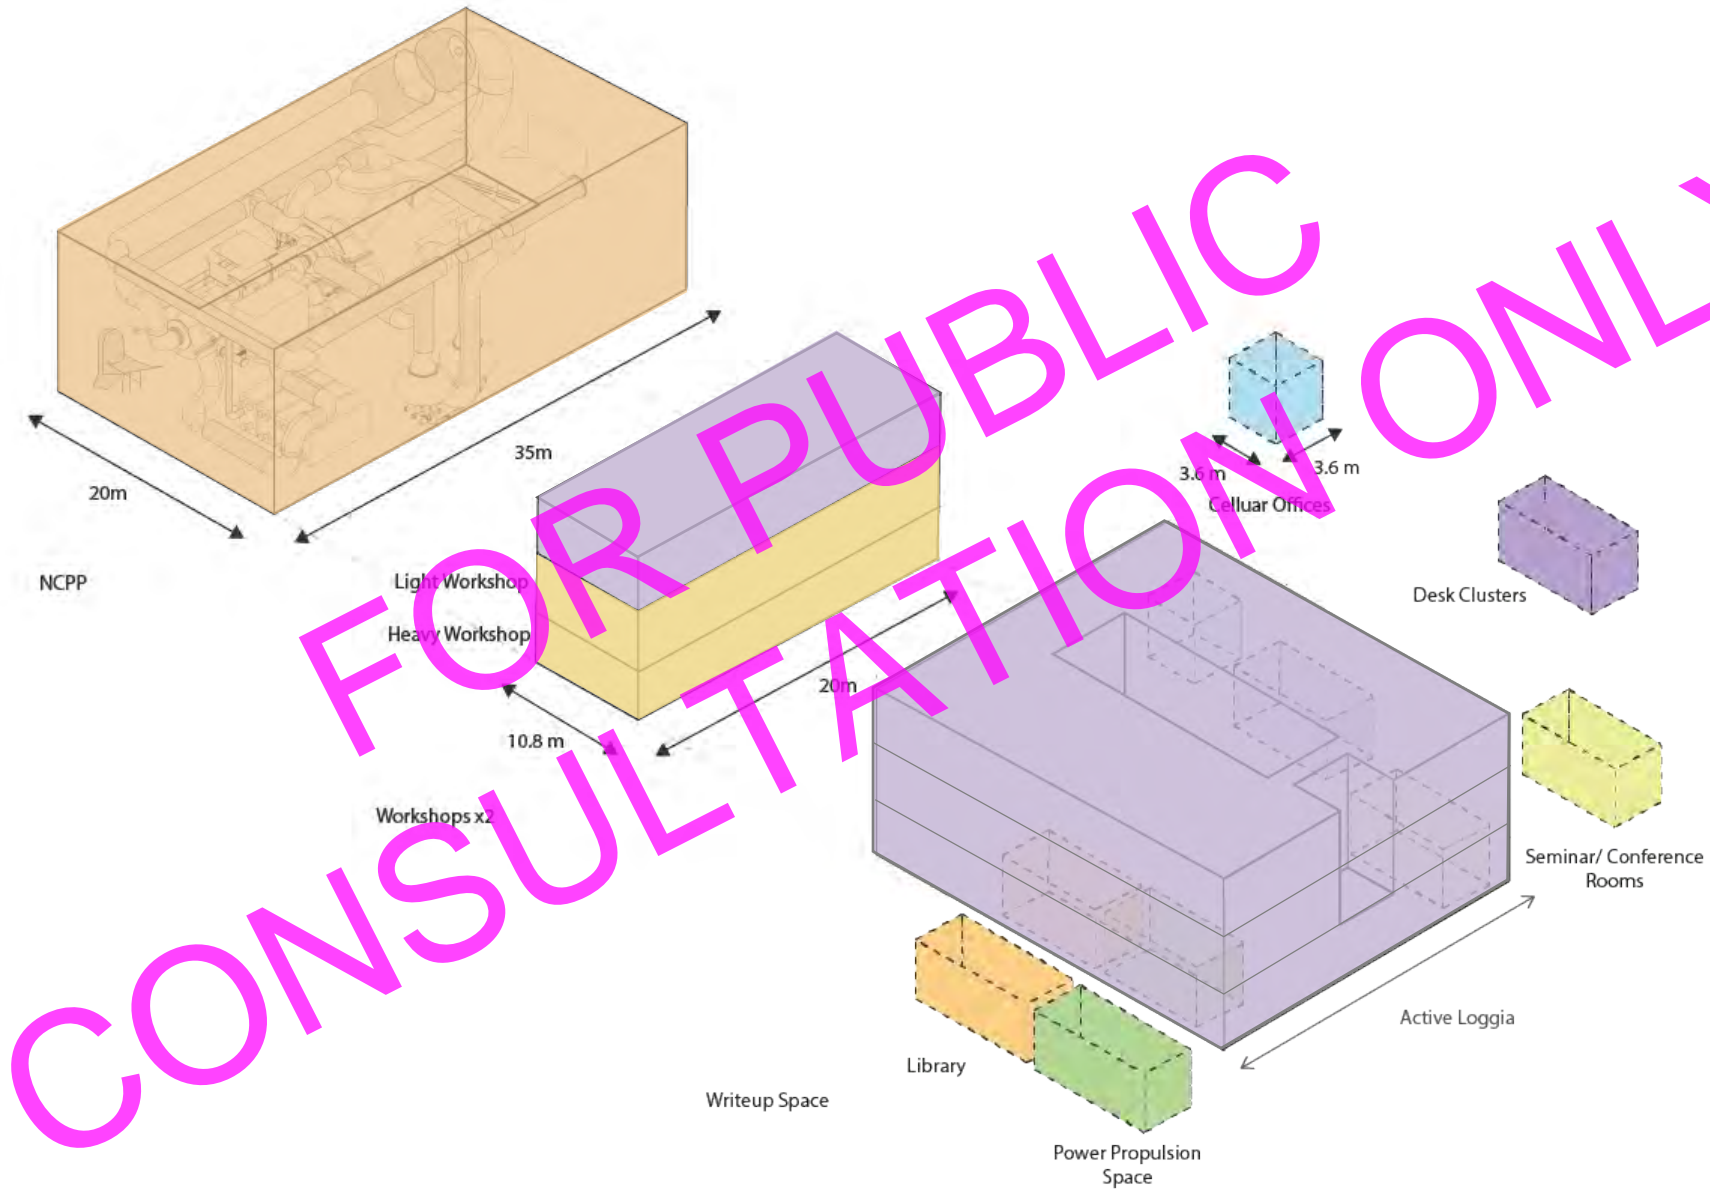 35m
20m
NCPP
Light Workshop
Heavy Workshop
20m
10.8 m
Workshops x2
3.6 m
3.6 m
Celluar Offices
Desk Clusters
Seminar/ Conference
Rooms
Active Loggia
Library
Writeup Space
Power Propulsion
Space
FOR PUBLIC
CONSULTATION ONLY